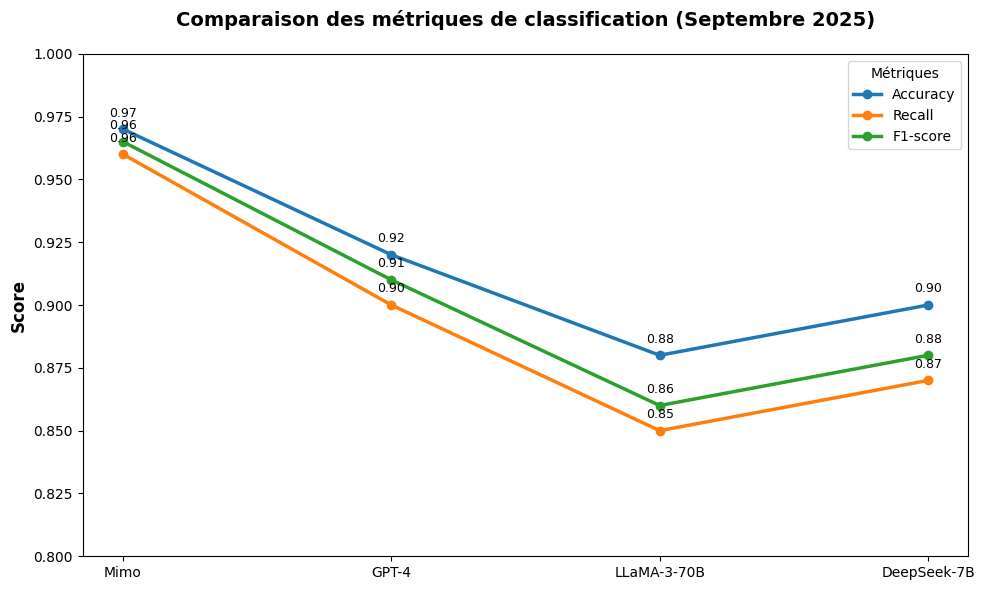 Comparaison des métriques de classification (Septembre 2025)
Métriques
Accuracy
Recall
F1-score
Score
1.000
0.975
0.950
0.925
0.900
0.875
0.850
0.825
0.800
0.97
0.96
0.96
0.92
0.91
0.90
0.88
0.86
0.85
0.90
0.88
0.87
Mimo
GPT-4
LLaMA-3-70B
DeepSeek-7B